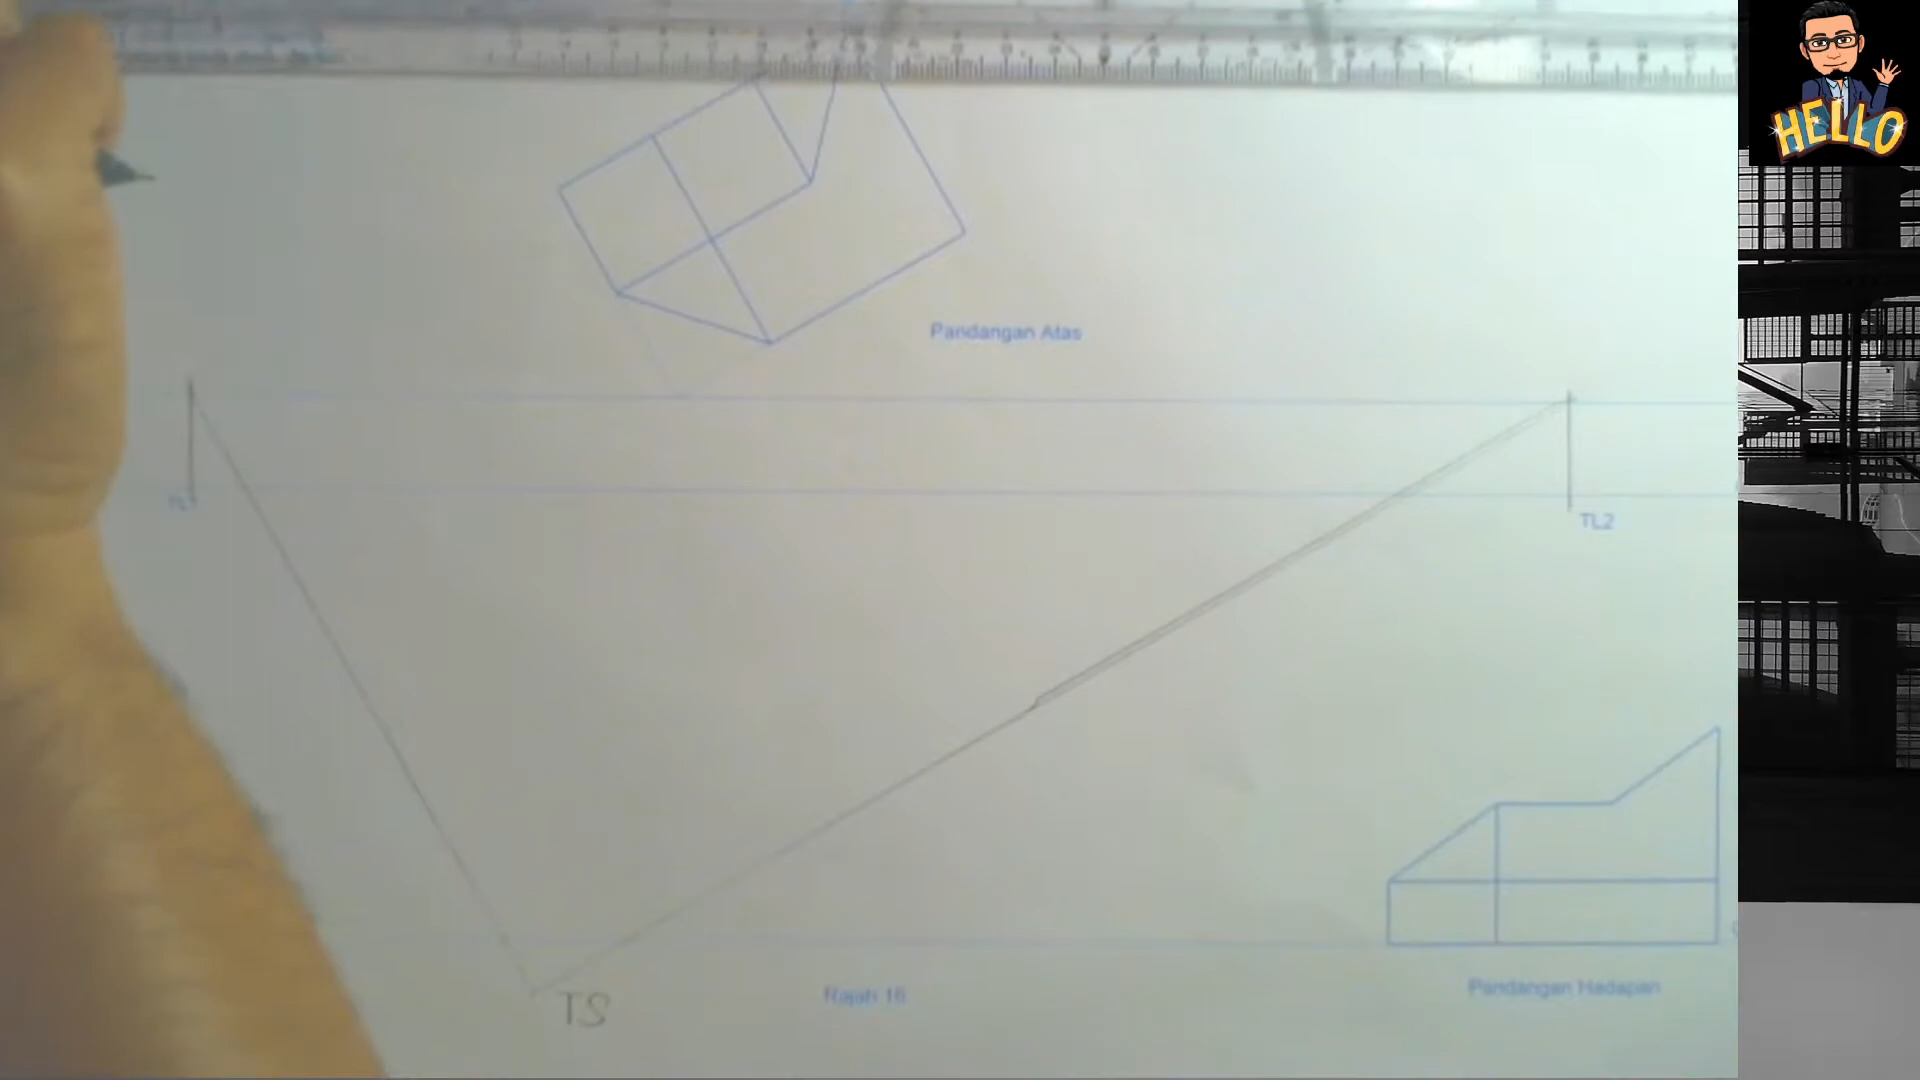 HELLO
Pandangan Atas
TL2
TS
Rajah 16
Pandangan Hadapan